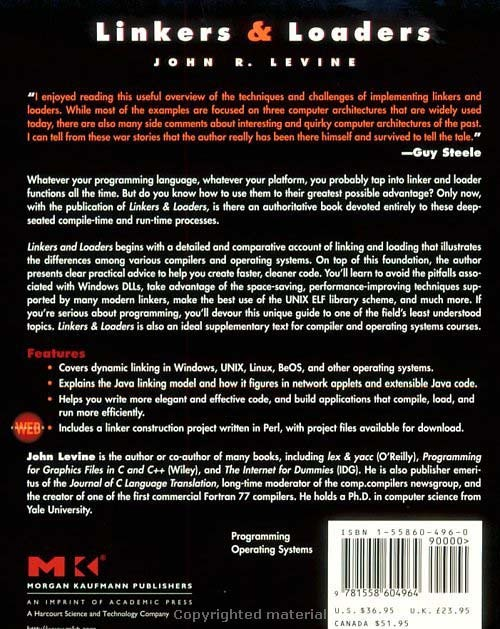 Linkers & Loaders
JOHN R. LEVINE
"I enjoyed reading this useful overview of the techniques and challenges of implementing linkers and
loaders. While most of the examples are focused on three computer architectures that are widely used
today, there are also many side comments about interesting and quirky computer architectures of the past.
I can tell from these war stories that the author really has been there himself and survived to tell the tale."
—Guy Steele
Whatever your programming language, whatever your platform, you probably tap into linker and loader
functions all the time. But do you know how to use them to their greatest possible advantage? Only now,
with the publication of Linkers & Loaders, is there an authoritative book devoted entirely to these deep-
seated compile-time and run-time processes.
Linkers and Loaders begins with a detailed and comparative account of linking and loading that illustrates
the differences among various compilers and operating systems. On top of this foundation, the author
presents clear practical advice to help you create faster, cleaner code. You'll learn to avoid the pitfalls asso-
ciated with Windows DLLs, take advantage of the space-saving, performance-improving techniques sup-
ported by many modern linkers, make the best use of the UNIX ELF library scheme, and much more. If
you're serious about programming, you'll devour this unique guide to one of the field's least understood
topics. Linkers & Loaders is also an ideal supplementary text for compiler and operating systems courses.
Features
• Covers dynamic linking in Windows, UNIX, Linux, BeOS, and other operating systems.
• Explains the Java linking model and how it figures in network applets and extensible Java code.
• Helps you write more elegant and effective code, and build applications that compile, load, and
run more efficiently.
WEB • Includes a linker construction project written in Perl, with project files available for download.
John Levine is the author or co-author of many books, including lex & yacc (O'Reilly), Programming
for Graphics Files in C and C++ (Wiley), and The Internet for Dummies (IDG). He is also publisher emeri-
tus of the Journal of C Language Translation, long-time moderator of the comp.compilers newsgroup, and
the creator of one of the first commercial Fortran 77 compilers. He holds a Ph.D. in computer science from
Yale University.
Programming
Operating Systems
ISBN 1-55860-496-0
90000>
9 781558 604964
U.S. $36.95 U.K. £23.95
CANADA $51.95
MK
MORGAN KAUFMANN PUBLISHERS
AN IMPRINT OF ACADEMIC PRESS
A Harcourt Science and Technology Company
Copyrighted material